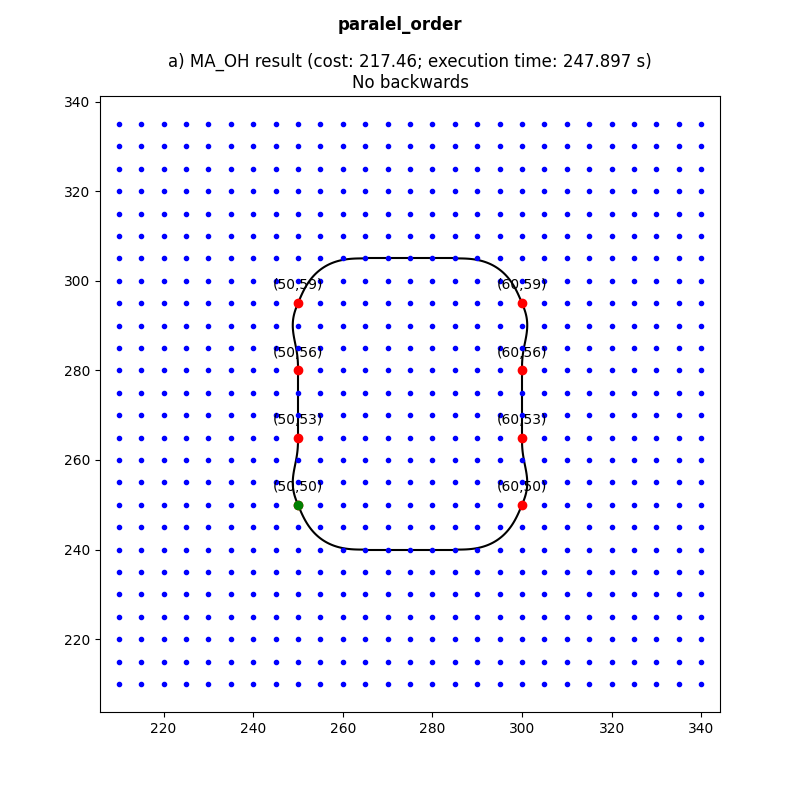 paralel_order
a) MA_OH result (cost: 217.46; execution time: 247.897 s)
No backwards
340
320
300
(50,59) (60,59)
(50,56) (60,56)
280
(50,53) (60,53)
260
(50,50) (60,50)
240
220
220 240 260 280 300 320 340